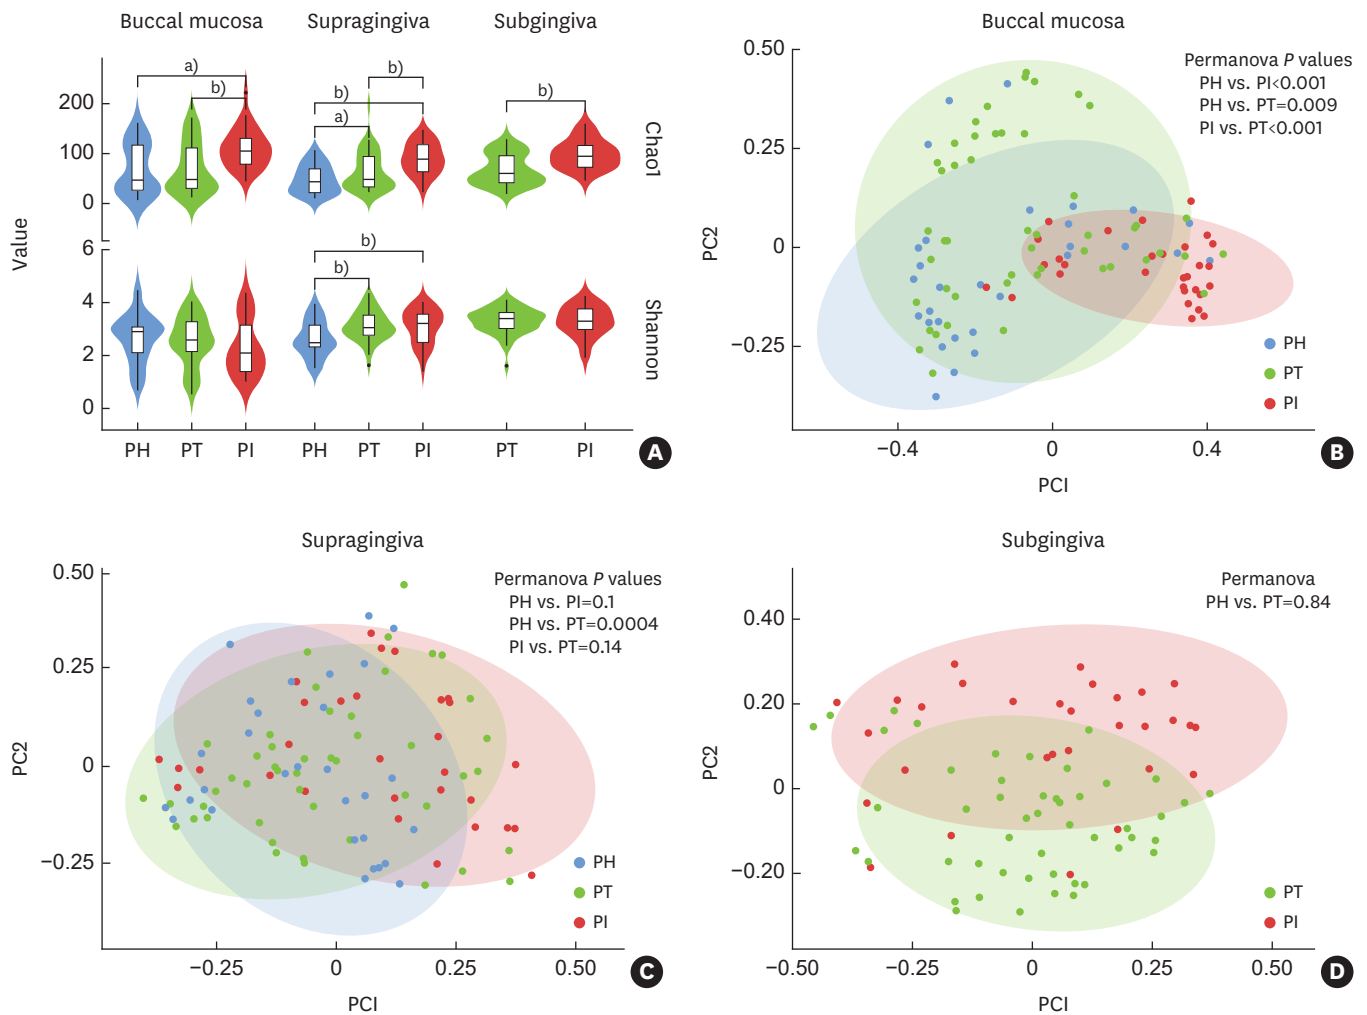 Buccal mucosa
Supragingiva
Subgingiva
a)
b)
b)
b)
a)
b)
200
100
0
Chao1
Value
b)
b)
6
4
2
0
Shannon
PH
PT
PI
PH
PT
PI
PT
PI
A
Buccal mucosa
Permanova P values
PH vs. PI<0.001
PH vs. PT=0.009
PI vs. PT<0.001
0.50
0.25
0
−0.25
PC2
PH
PT
PI
−0.4
0
0.4
PCI
B
Supragingiva
Permanova P values
PH vs. PI=0.1
PH vs. PT=0.0004
PI vs. PT=0.14
0.50
0.25
0
−0.25
PC2
PH
PT
PI
−0.25
0
0.25
0.50
PCI
C
Subgingiva
Permanova
PH vs. PT=0.84
0.40
0.20
0
−0.20
PC2
PT
PI
−0.50
−0.25
0
0.25
0.50
PCI
D